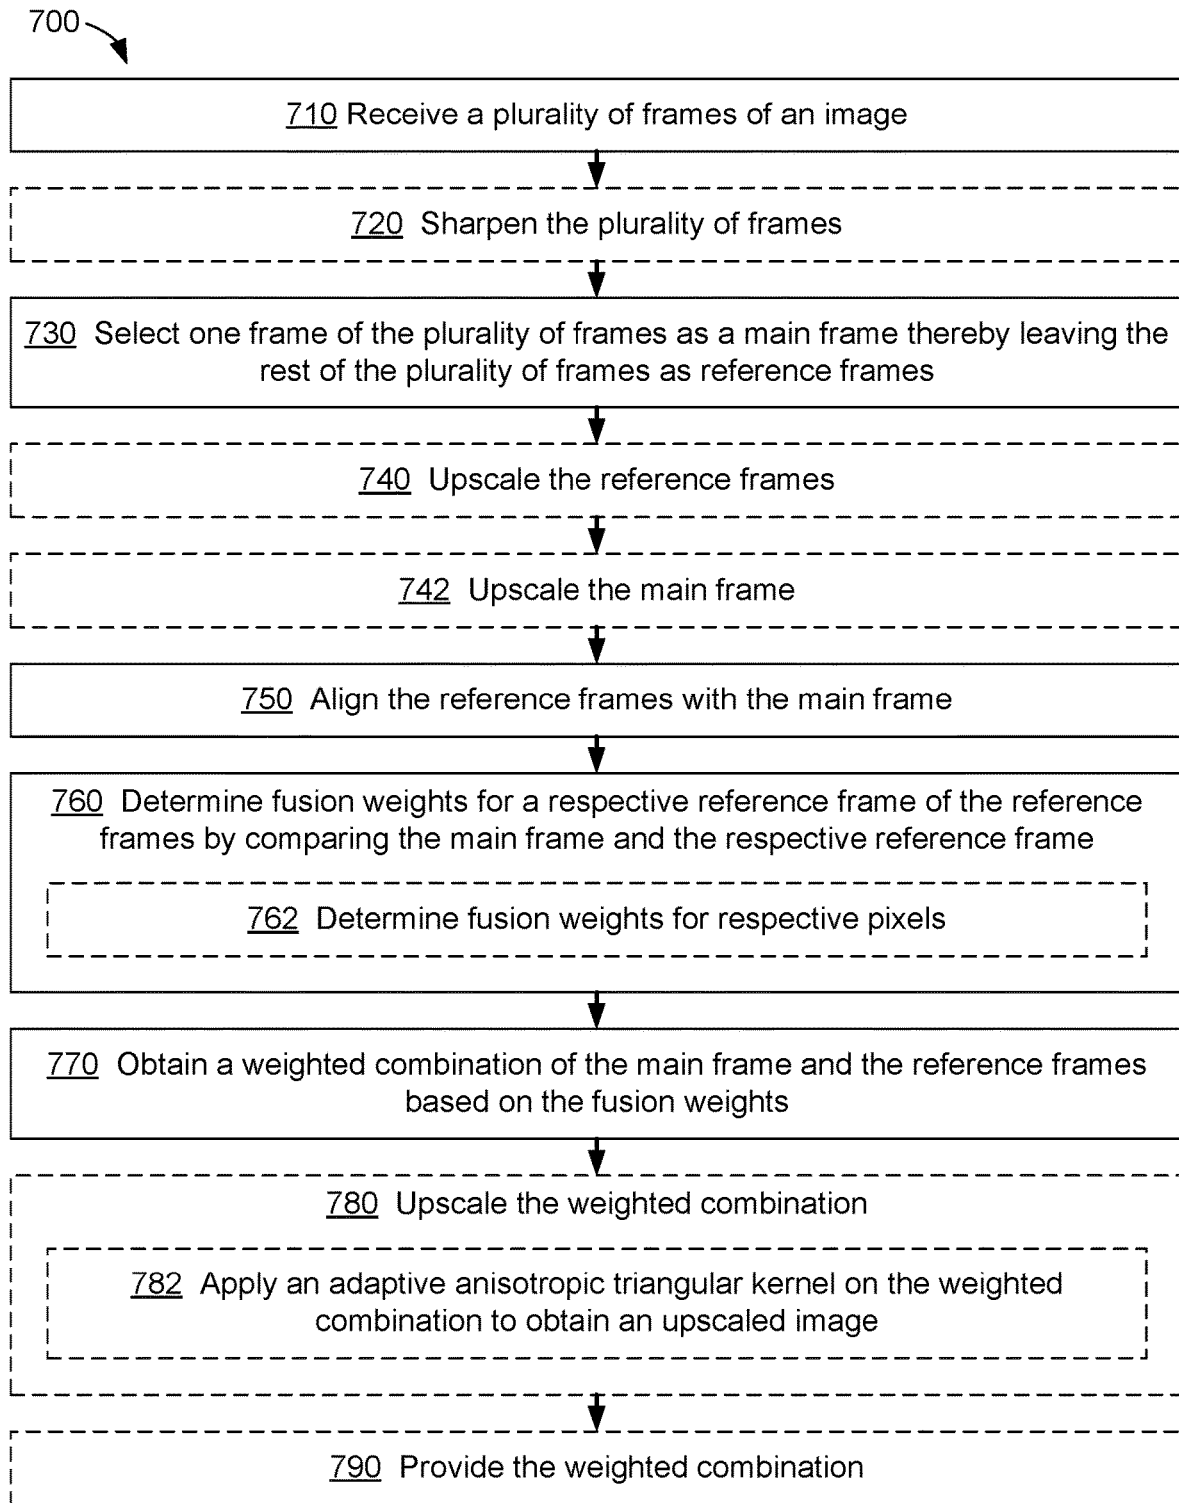 700
710 Receive a plurality of frames of an image
720 Sharpen the plurality of frames
730 Select one frame of the plurality of frames as a main frame thereby leaving the
rest of the plurality of frames as reference frames
740 Upscale the reference frames
742 Upscale the main frame
750 Align the reference frames with the main frame
760 Determine fusion weights for a respective reference frame of the reference
frames by comparing the main frame and the respective reference frame
762 Determine fusion weights for respective pixels
770 Obtain a weighted combination of the main frame and the reference frames
based on the fusion weights
780 Upscale the weighted combination
782 Apply an adaptive anisotropic triangular kernel on the weighted
combination to obtain an upscaled image
790 Provide the weighted combination